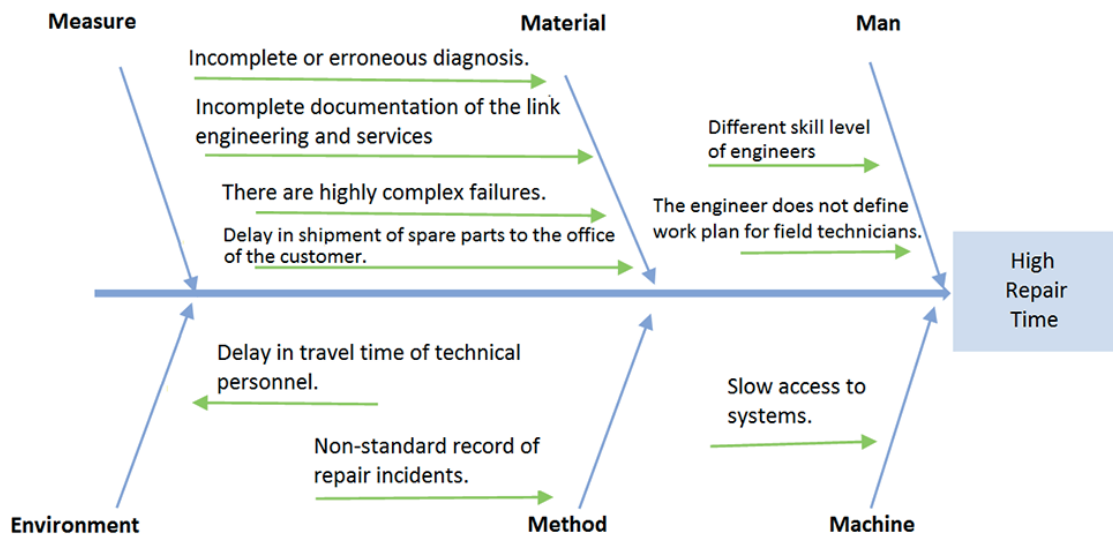 Measure
Material
Man
Incomplete or erroneous diagnosis.
Incomplete documentation of the link
engineering and services
There are highly complex failures.
Delay in shipment of spare parts to the office
of the customer.
Different skill level
of engineers
The engineer does not define
work plan for field technicians.
High
Repair
Time
Delay in travel time of technical
personnel.
Non-standard record of
repair incidents.
Slow access to
systems.
Environment
Method
Machine